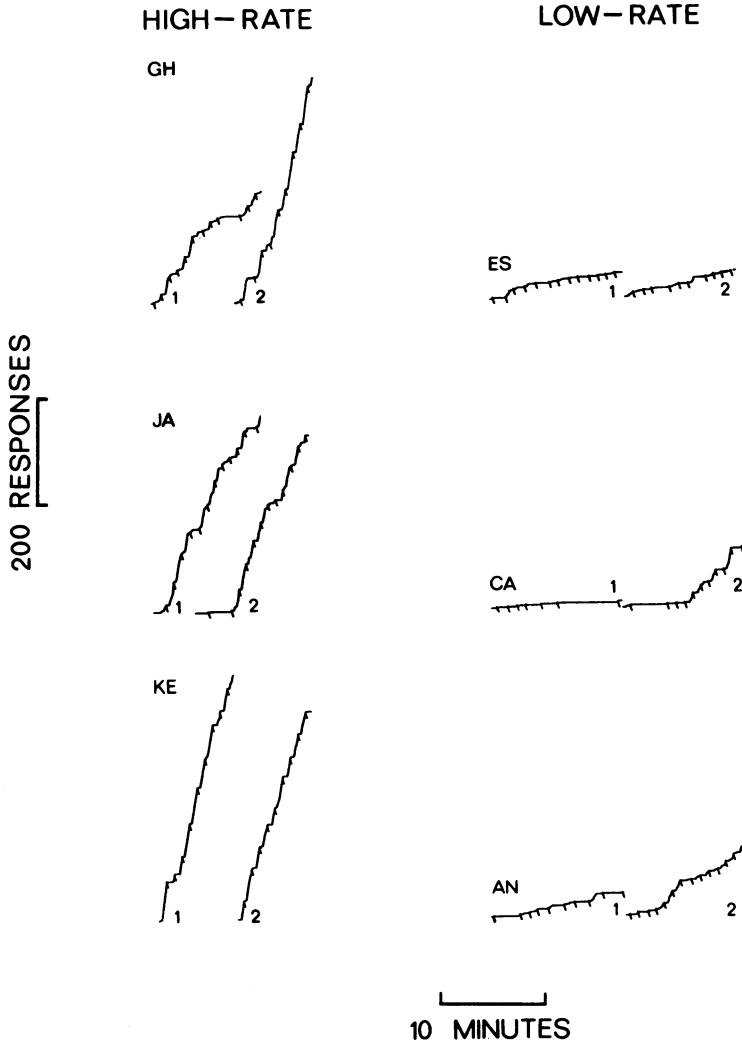 HIGH–RATE
LOW–RATE
GH
1
2
ES
1
2
200 RESPONSES
JA
1
2
CA
1
2
KE
1
2
AN
1
2
10 MINUTES